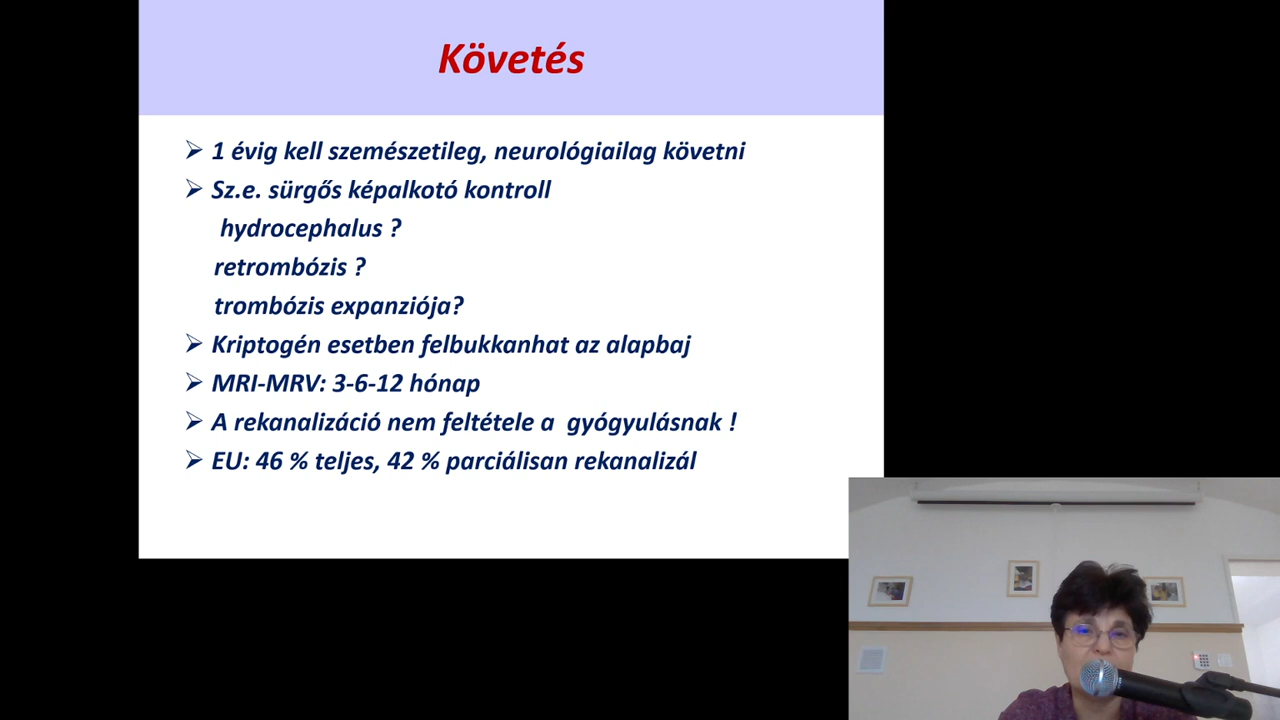 Követés
1 évig kell szemészetileg, neurológiailag követni
Sz.e. sürgős képalkotó kontroll
hydrocephalus ?
retrombózis ?
trombózis expanziója?
Kriptogén esetben felbukkanhat az alapbaj
MRI-MRV: 3-6-12 hónap
A rekanalizáció nem feltétele a gyógyulásnak !
EU: 46 % teljes, 42 % parciálisan rekanalizál